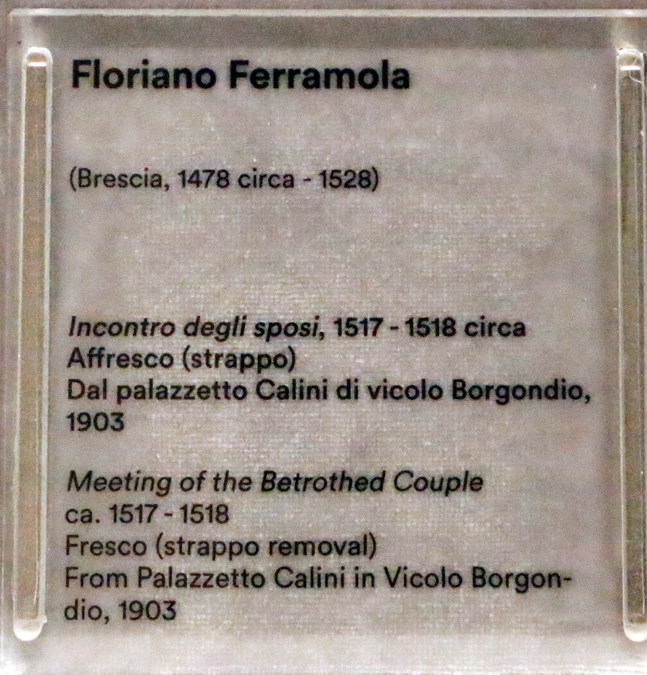 Floriano Ferramola
(Brescia, 1478 circa - 1528)
Incontro degli sposi, 1517 - 1518 circa
Affresco (strappo)
Dal palazzetto Calini di vicolo Borgondio,
1903
Meeting of the Betrothed Couple
ca. 1517 - 1518
Fresco (strappo removal)
From Palazzetto Calini in Vicolo Borgon-
dio, 1903